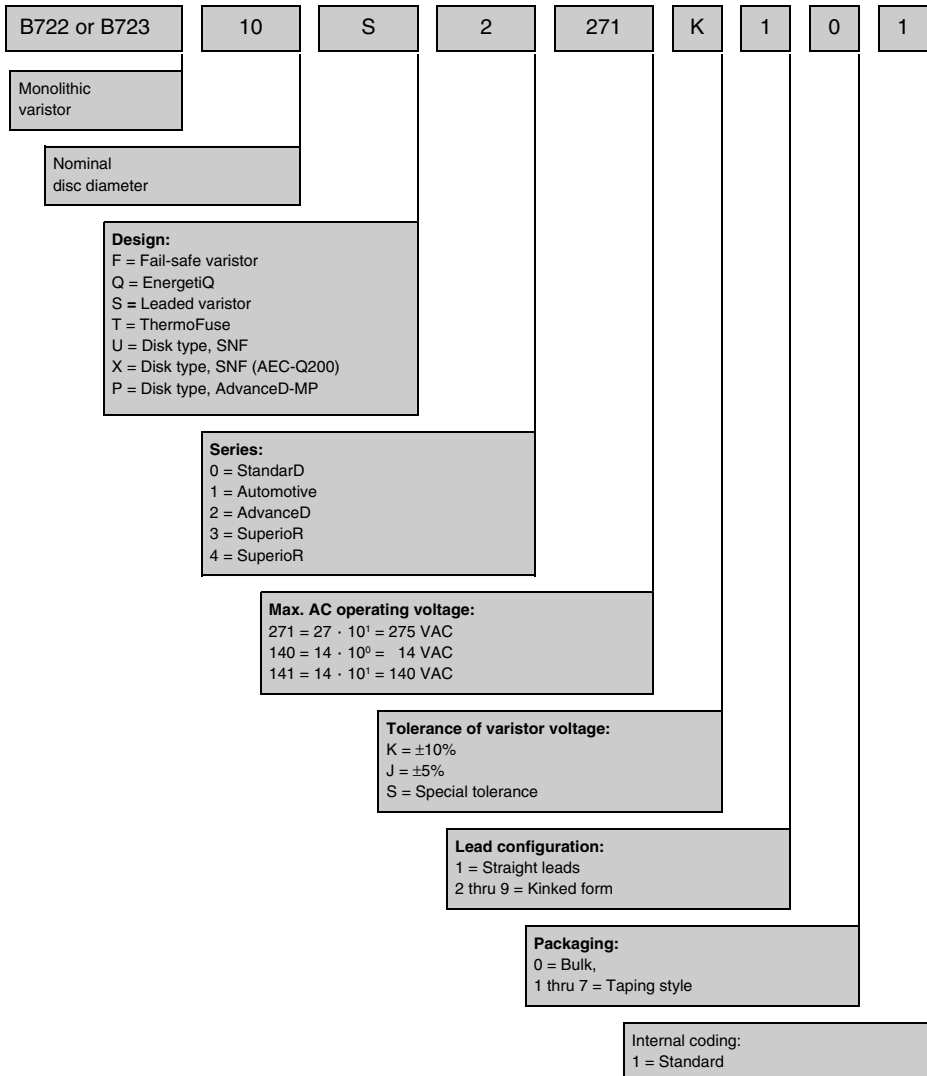 B722 or B723 10 S 2 271 K 1 0 1
Monolithic
varistor
Nominal
disc diameter
Design:
F = Fail-safe varistor
Q = EnergetiQ
S = Leaded varistor
T = ThermoFuse
U = Disk type, SNF
X = Disk type, SNF (AEC-Q200)
P = Disk type, AdvanceD-MP
Series:
0 = StandarD
1 = Automotive
2 = AdvanceD
3 = SuperioR
4 = SuperioR
Max. AC operating voltage:
271 = 27 · 10¹ = 275 VAC
140 = 14 · 10⁰ = 14 VAC
141 = 14 · 10¹ = 140 VAC
Tolerance of varistor voltage:
K = ±10%
J = ±5%
S = Special tolerance
Lead configuration:
1 = Straight leads
2 thru 9 = Kinked form
Packaging:
0 = Bulk,
1 thru 7 = Taping style
Internal coding:
1 = Standard